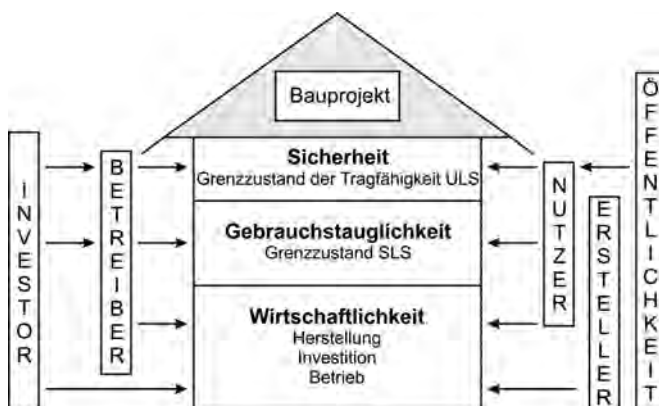 Bauprojekt
Sicherheit
Grenzzustand der Tragfähigkeit ULS
Gebrauchstauglichkeit
Grenzzustand SLS
Wirtschaftlichkeit
Herstellung
Investition
Betrieb
INVESTOR
BETREIBER
NUTZER
ERSTELLER
ÖFFENTLICHKEIT